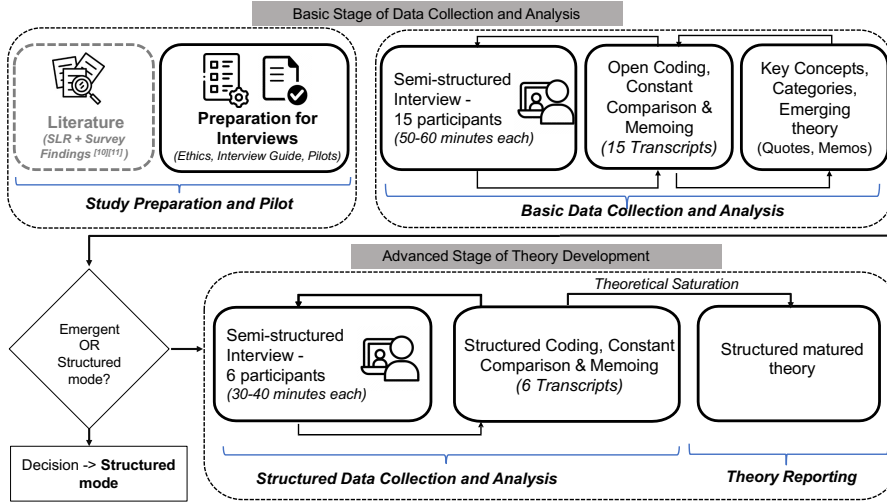 Basic Stage of Data Collection and Analysis
Literature
(SLR + Survey
Findings [10][11]
)
Preparation for
Interviews
(Ethics, Interview Guide, Pilots)
Study Preparation and Pilot
Semi-structured
Interview -
15 participants
(50-60 minutes each)
Open Coding,
Constant
Comparison &
Memoing
(15 Transcripts)
Key Concepts,
Categories,
Emerging
theory
(Quotes, Memos)
Basic Data Collection and Analysis
Advanced Stage of Theory Development
Emergent
OR
Structured
mode?
Decision -> Structured
mode
Semi-structured
Interview -
6 participants
(30-40 minutes each)
Structured Coding, Constant
Comparison & Memoing
(6 Transcripts)
Theoretical Saturation
Structured matured
theory
Structured Data Collection and Analysis
Theory Reporting